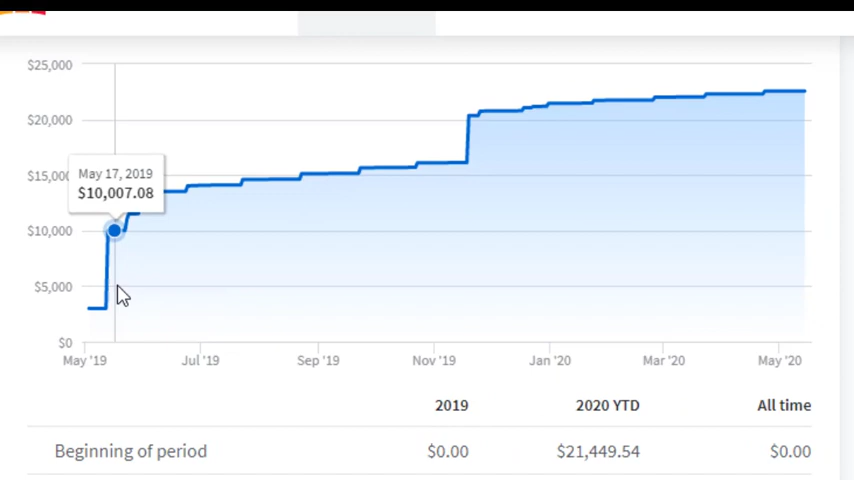 $25,000
$20,000
May 17, 2019
$15,000
$10,007.08
$10,000
$5,000
$0
May '19 Jul '19 Sep '19 Nov '19 Jan '20 Mar '20 May '20
2019 2020 YTD All time
Beginning of period $0.00 $21,449.54 $0.00